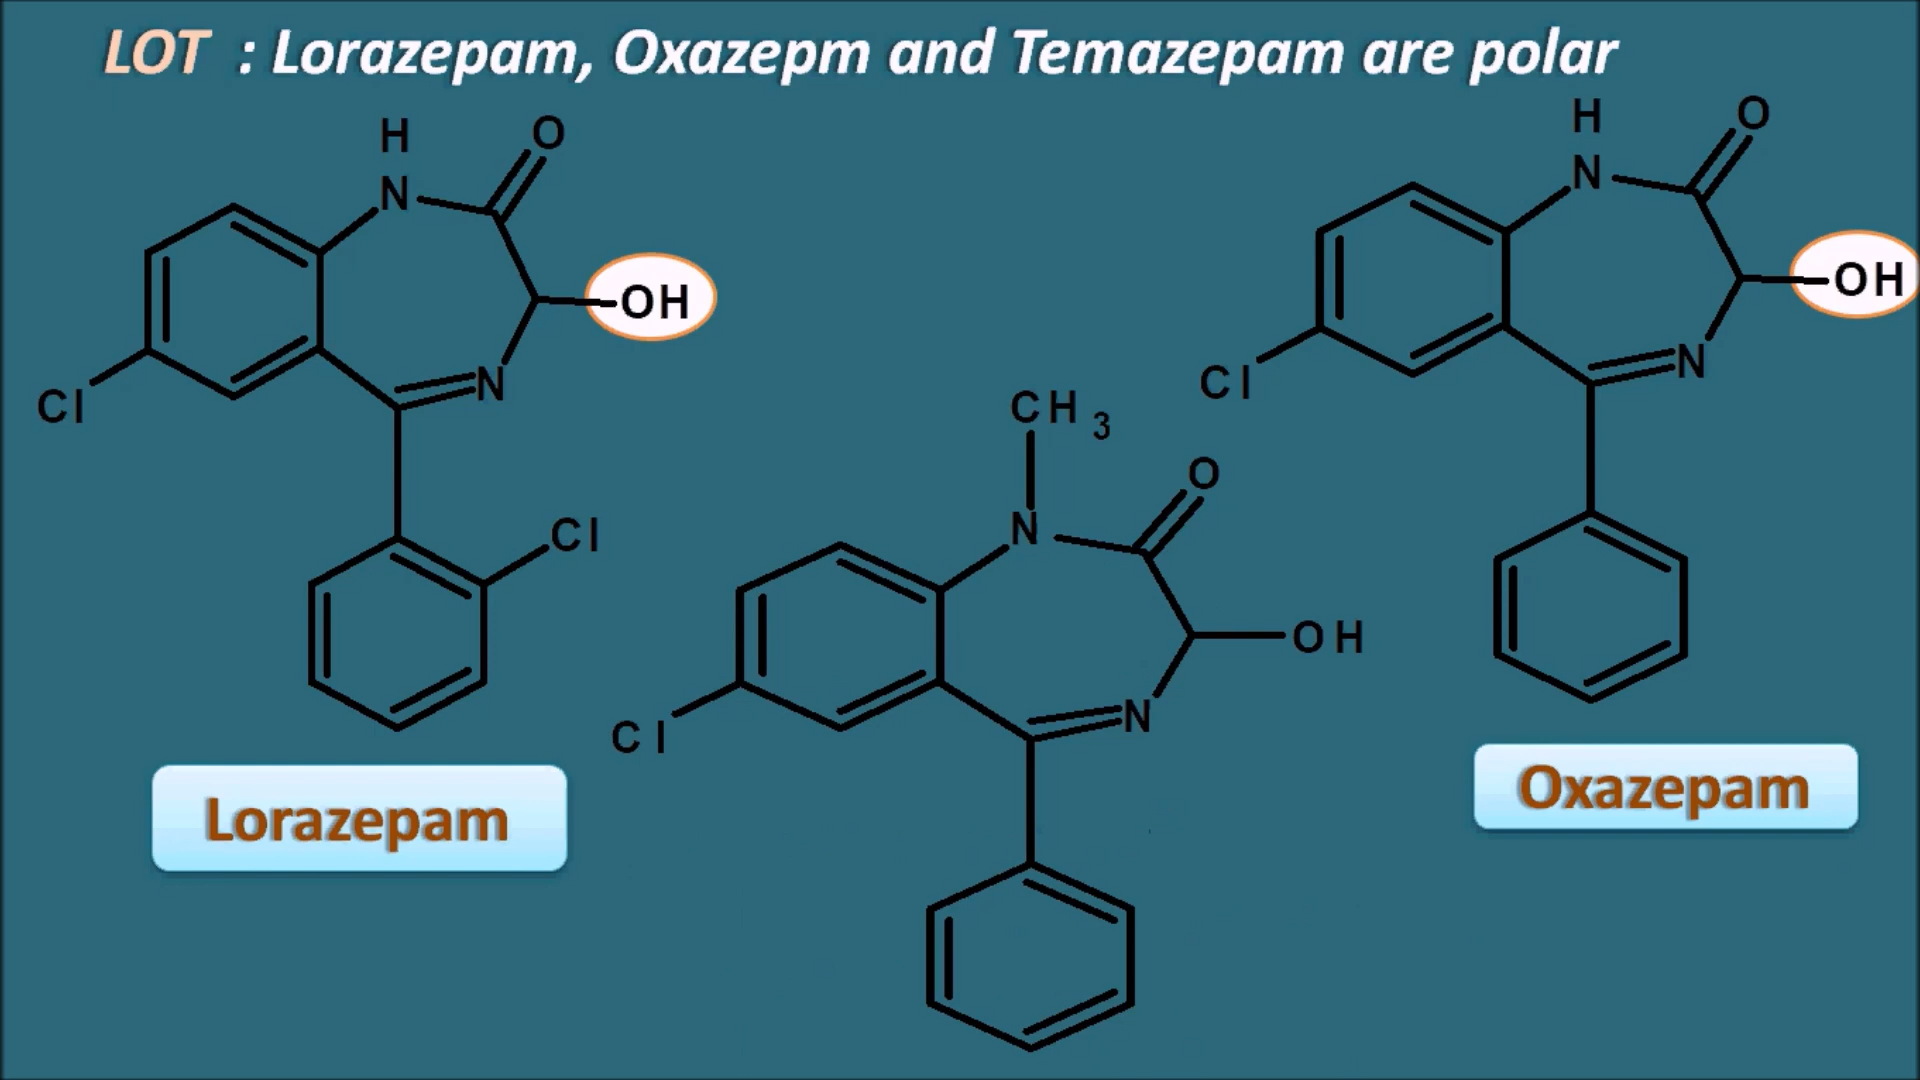 LOT : Lorazepam, Oxazepm and Temazepam are polar
H
N
O
OH
N
Cl
Cl
Lorazepam
CH3
N
O
OH
N
Cl
H
N
O
OH
N
Cl
Oxazepam